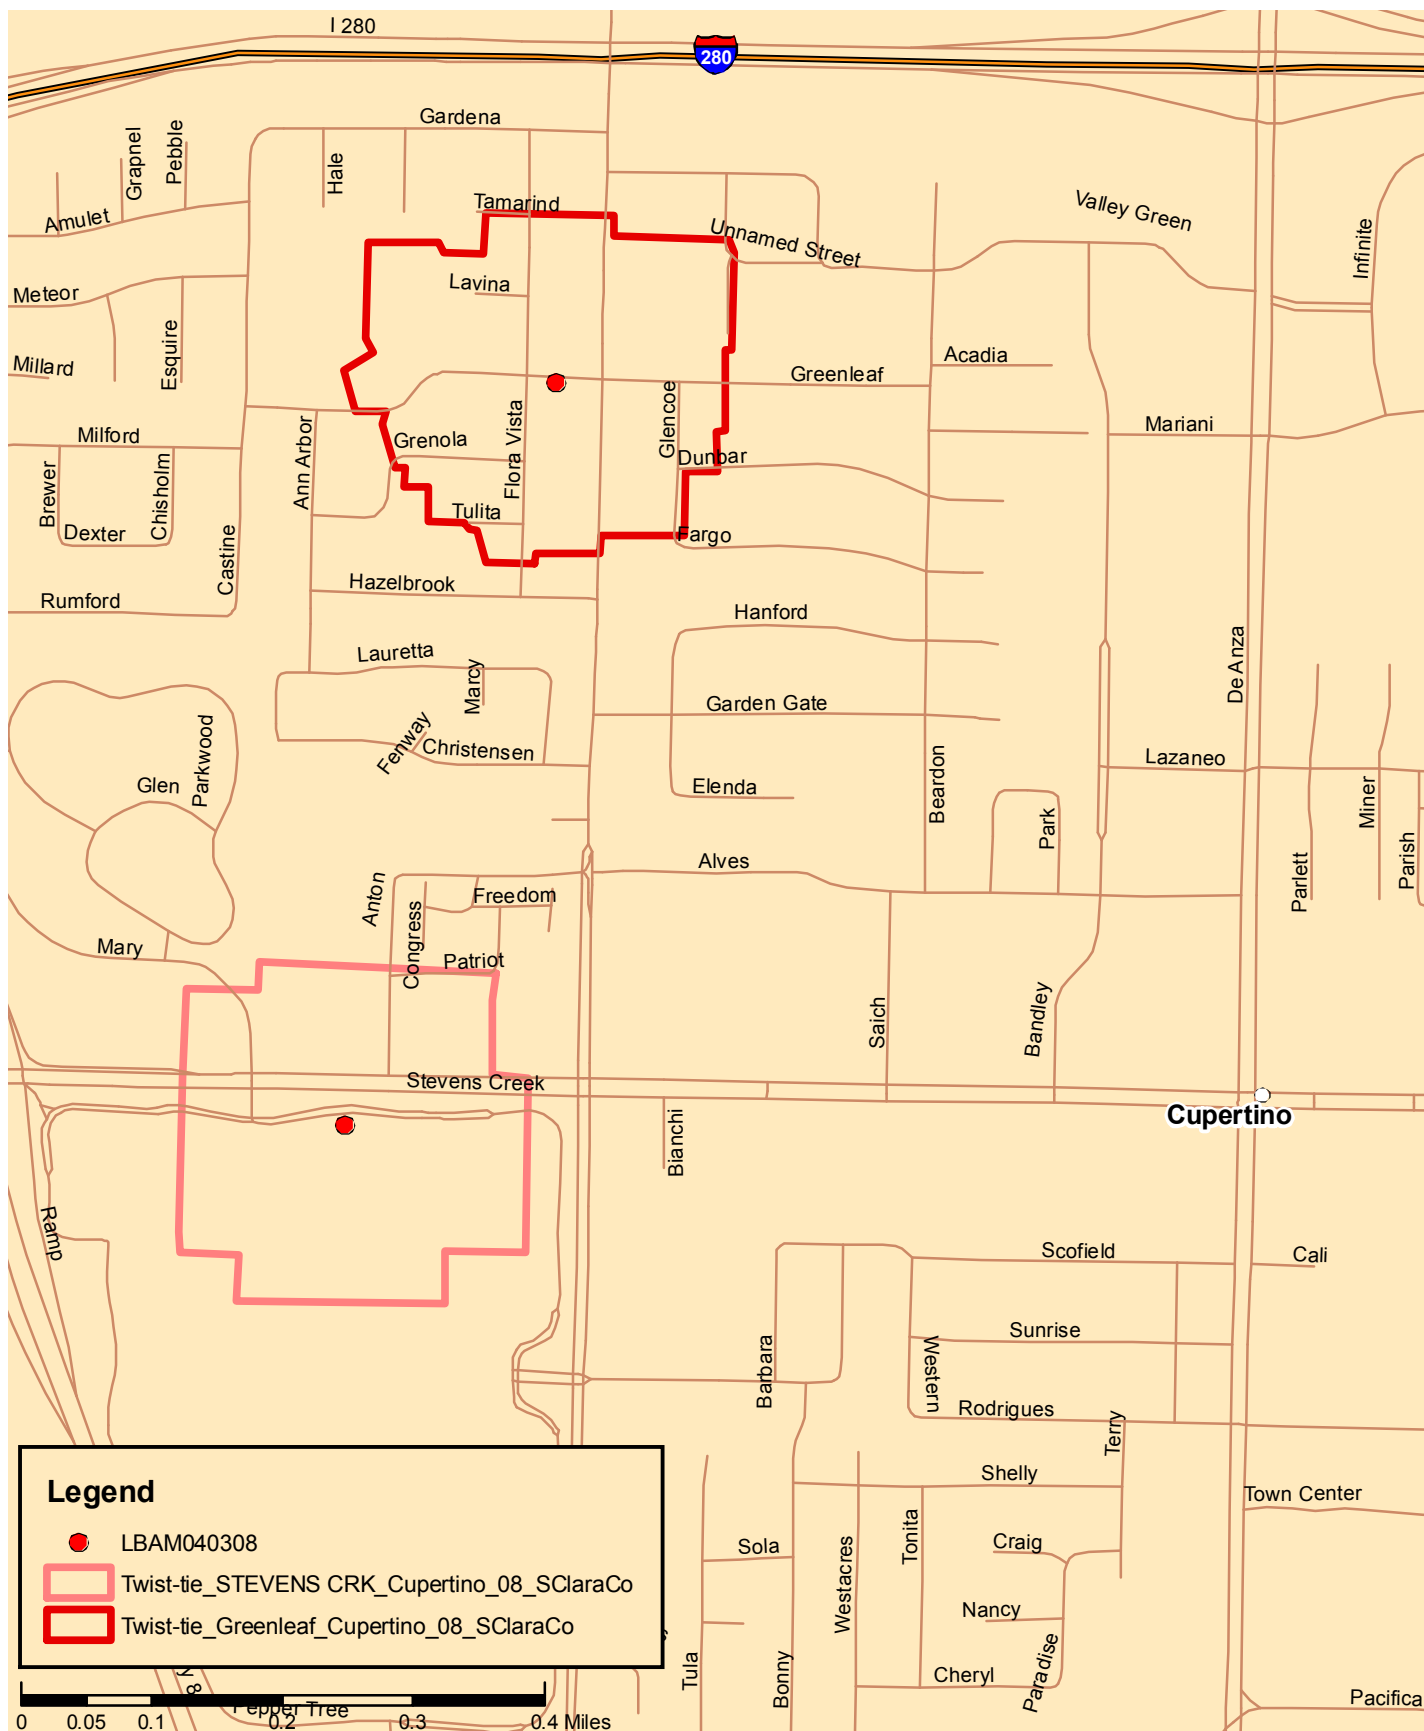 I 280
280
Gardena
Grapnel
Pebble
Hale
Amulet
Tamarind
Valley Green
Unnamed Street
Infinite
Meteor
Lavina
Esquire
Millard
Acadia
Greenleaf
Glencoe
Flora Vista
Ann Arbor
Mariani
Milford
Grenola
Dunbar
Brewer
Chisholm
Tulita
Dexter
Castine
Fargo
Hazelbrook
Rumford
Hanford
De Anza
Lauretta
Marcy
Garden Gate
Parkwood
Fenway
Christensen
Lazaneo
Glen
Elenda
Beardon
Park
Miner
Parish
Parlett
Alves
Anton
Freedom
Congress
Mary
Patriot
Saich
Bandley
Stevens Creek
Cupertino
Bianchi
Ramp
Scofield
Cali
Sunrise
Barbara
Western
Rodrigues
Terry
Shelly
Town Center
Tonita
Craig
Sola
Westacres
Nancy
Paradise
Tula
Bonny
Cheryl
Pacifica
Legend
LBAM040308
Twist-tie_STEVENS CRK_Cupertino_08_SClaraCo
Twist-tie_Greenleaf_Cupertino_08_SClaraCo
y 8
Pepper Tree
0 0.05 0.1 0.2 0.3 0.4 Miles